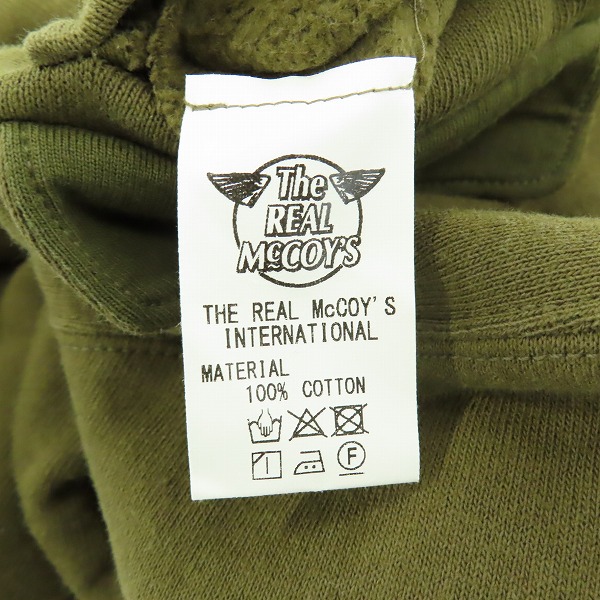 The
REAL
McCOY'S
THE REAL McCOY'S
INTERNATIONAL
MATERIAL
100% COTTON
F